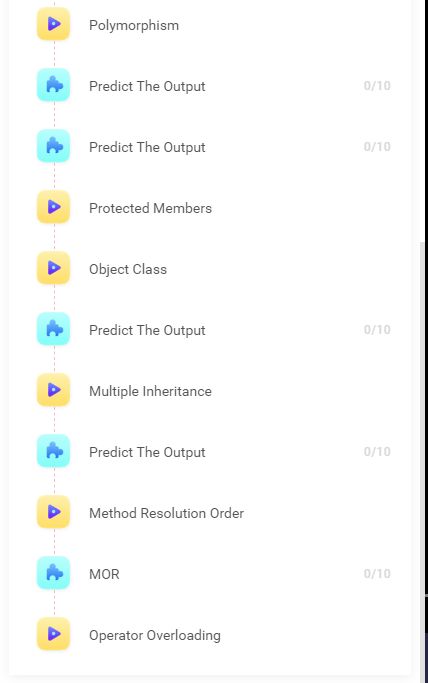 Polymorphism
Predict The Output 0/10
Predict The Output 0/10
Protected Members
Object Class
Predict The Output 0/10
Multiple Inheritance
Predict The Output 0/10
Method Resolution Order
MOR 0/10
Operator Overloading